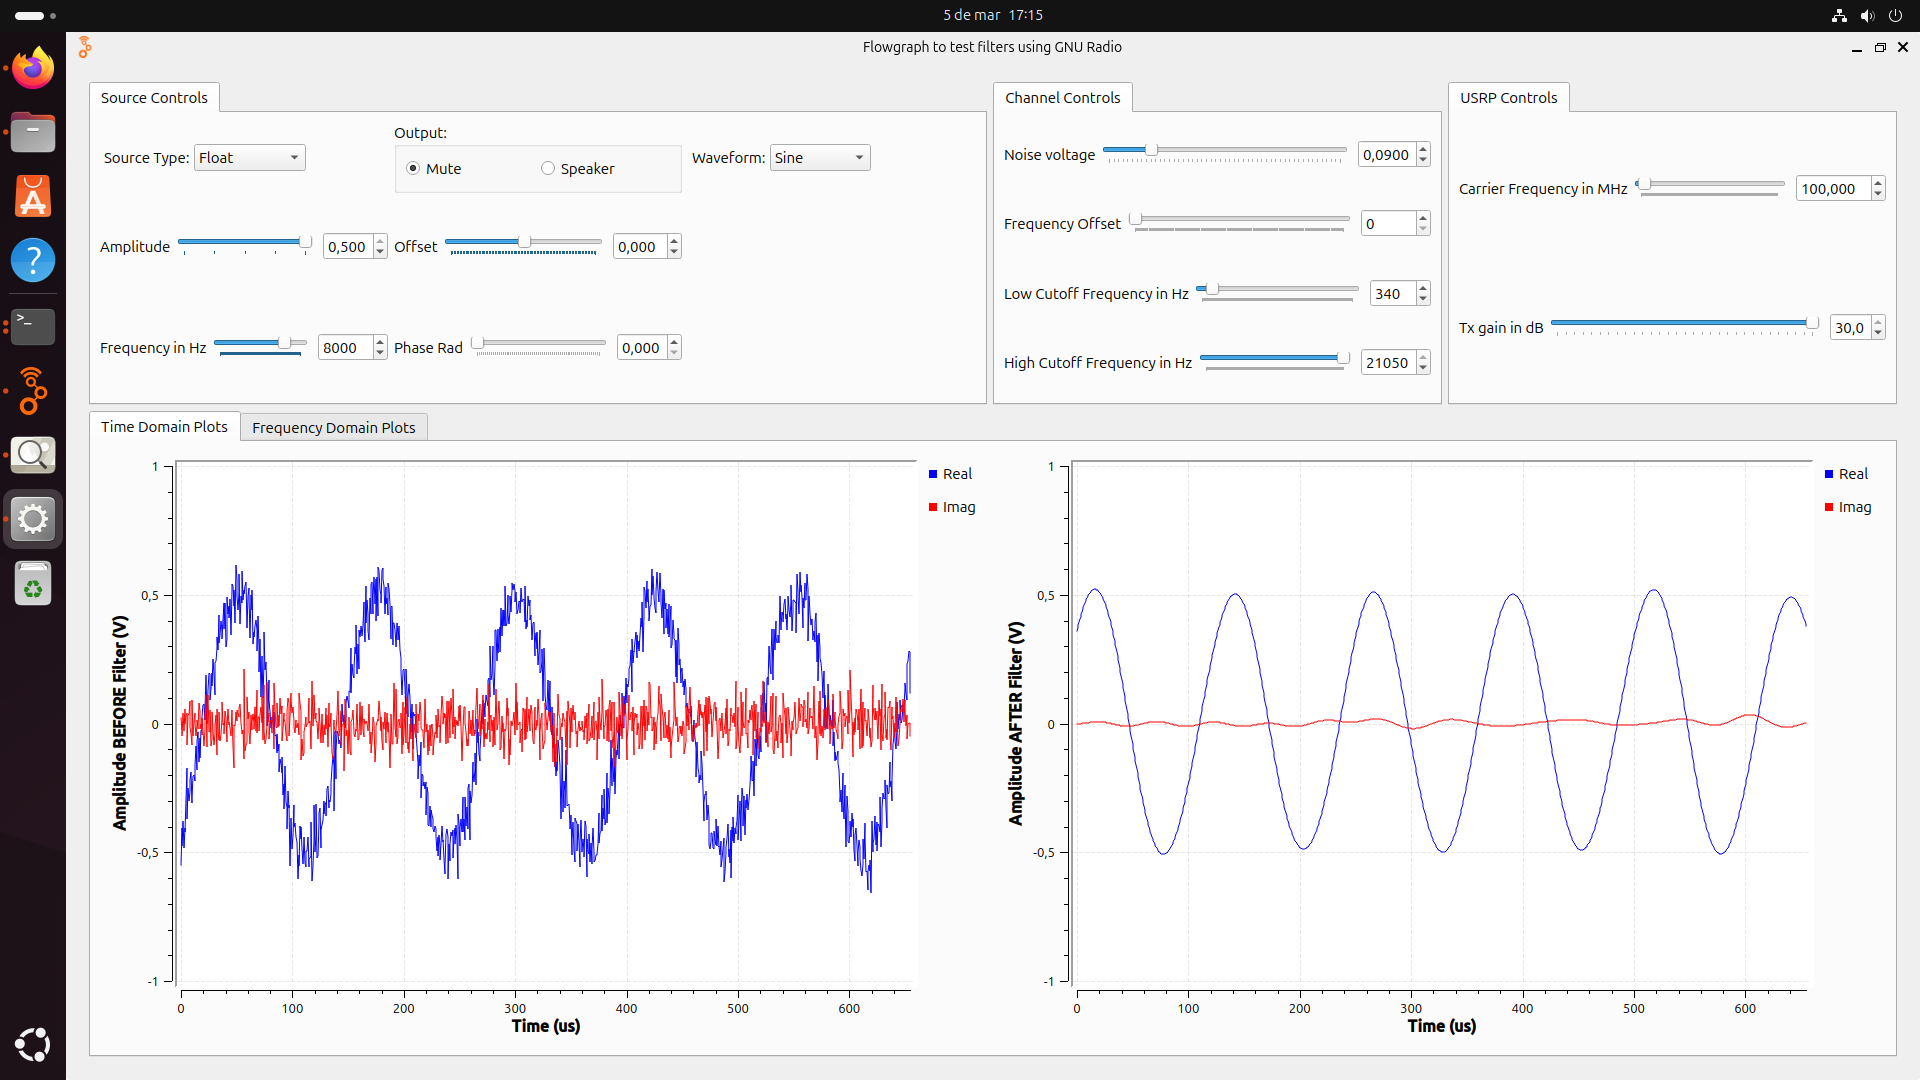 5 de mar 17:15
Flowgraph to test filters using GNU Radio
Source Controls
Source Type: Float
Output:
Mute
Speaker
Waveform: Sine
Amplitude 0,500
Offset 0,000
Frequency in Hz 8000
Phase Rad 0,000
Channel Controls
Noise voltage 0,0900
Frequency Offset 0
Low Cutoff Frequency in Hz 340
High Cutoff Frequency in Hz 21050
USRP Controls
Carrier Frequency in MHz 100,000
Tx gain in dB 30,0
Time Domain Plots
Frequency Domain Plots
Amplitude BEFORE Filter (V)
1
0,5
0
-0,5
-1
0 100 200 300 400 500 600
Time (us)
Real
Imag
Amplitude AFTER Filter (V)
1
0,5
0
-0,5
-1
0 100 200 300 400 500 600
Time (us)
Real
Imag